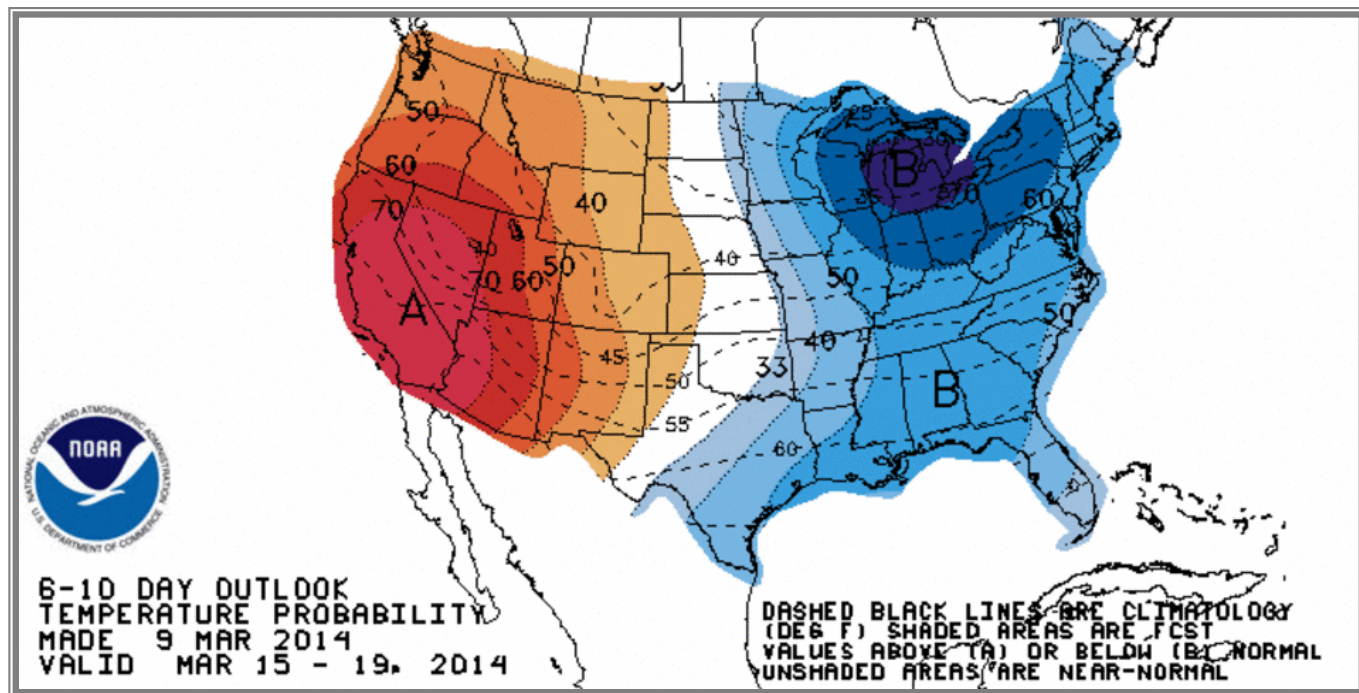 50
60
70
40
40
70 60 50
A
45
50
55
33
40
60
40
50
B
25
35
70
60
50
B
NATIONAL OCEANIC AND ATMOSPHERIC ADMINISTRATION
NOAA
U.S. DEPARTMENT OF COMMERCE
6-10 DAY OUTLOOK
TEMPERATURE PROBABILITY
MADE 9 MAR 2014
VALID MAR 15 - 19, 2014
DASHED BLACK LINES ARE CLIMATOLOGY
(DEG F) SHADED AREAS ARE FCST
VALUES ABOVE (A) OR BELOW (B) NORMAL
UNSHADED AREAS ARE NEAR-NORMAL